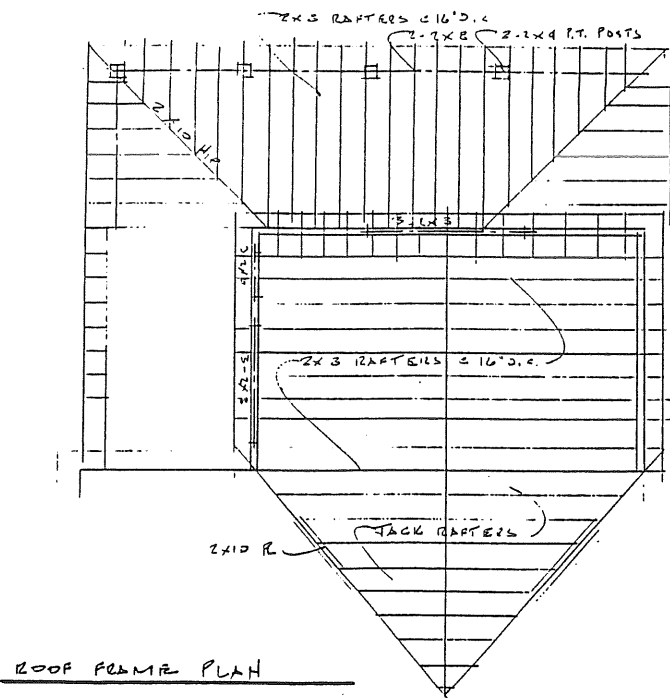 2x8 RAFTERS @ 16" O.C.
2-2x8
2-2x4 P.T. POSTS
2x10 HIP
3-2x8
2x8 RAFTERS @ 16" O.C.
JACK RAFTERS
2x10 R
ROOF FRAME PLAN